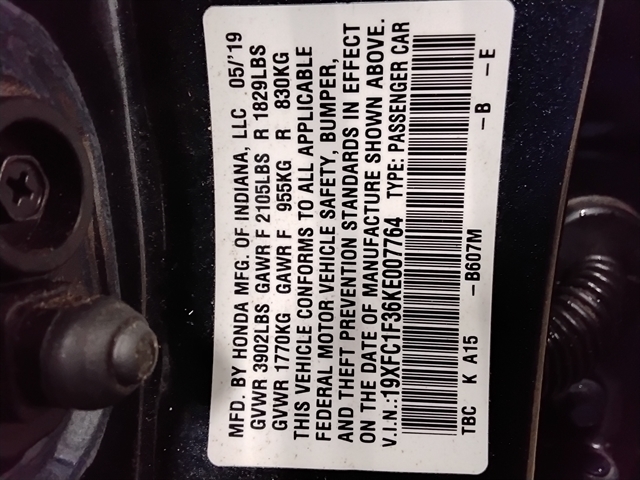 MFD. BY HONDA MFG. OF INDIANA, LLC 05/'19
GVWR 3902LBS GAWR F 2105LBS R 1829LBS
GVWR 1770KG GAWR F 955KG R 830KG
THIS VEHICLE CONFORMS TO ALL APPLICABLE
FEDERAL MOTOR VEHICLE SAFETY, BUMPER,
AND THEFT PREVENTION STANDARDS IN EFFECT
ON THE DATE OF MANUFACTURE SHOWN ABOVE.
V.I.N.:19XFC1F36KE007764 TYPE: PASSENGER CAR
TBC K A15 -B607M -B -E